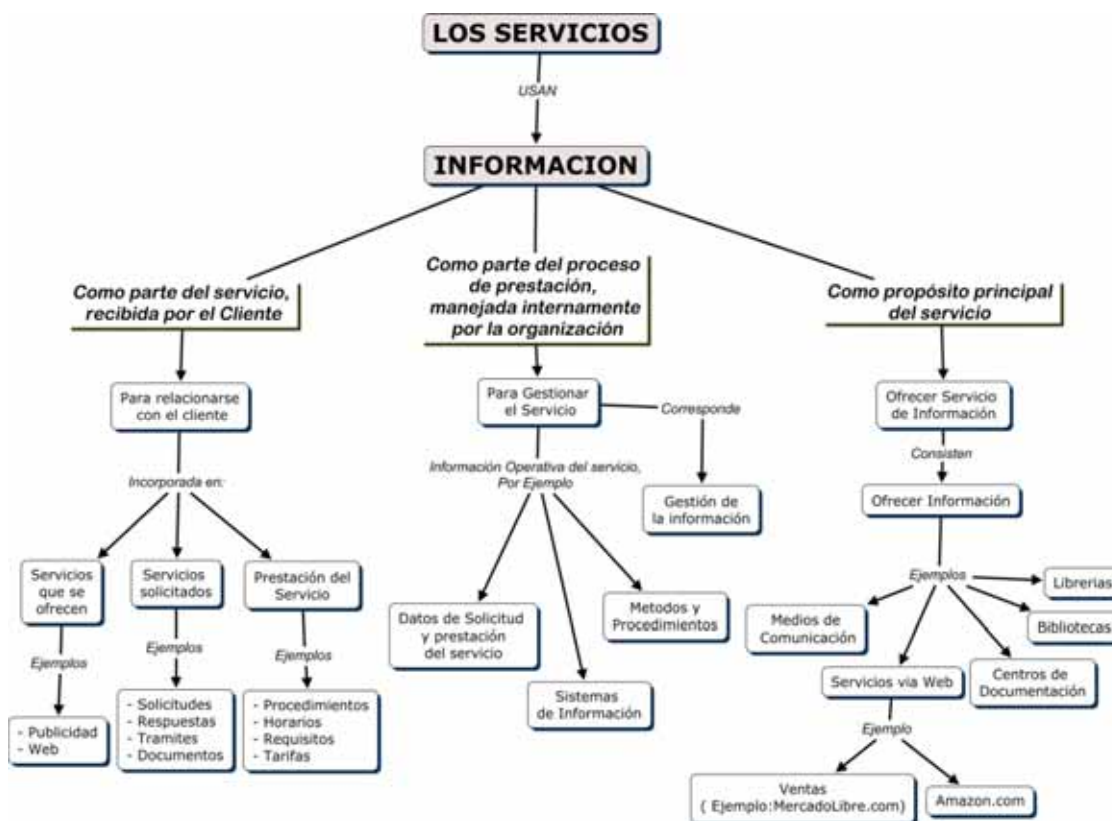 LOS SERVICIOS
USAN
INFORMACION
Como parte del servicio,
recibida por el Cliente
Para relacionarse
con el cliente
Incorporada en:
Servicios
que se
ofrecen
Ejemplos
- Publicidad
- Web
Servicios
solicitados
Ejemplos
- Solicitudes
- Respuestas
- Tramites
- Documentos
Prestación del
Servicio
Ejemplos
- Procedimientos
- Horarios
- Requisitos
- Tarifas
Como parte del proceso
de prestación,
manejada internamente
por la organización
Para Gestionar
el Servicio
Corresponde
Gestión de
la información
Información Operativa del servicio,
Por Ejemplo
Datos de Solicitud
y prestación
del servicio
Sistemas
de Información
Metodos y
Procedimientos
Como propósito principal
del servicio
Ofrecer Servicio
de Información
Consisten
Ofrecer Información
Ejemplos
Medios de
Comunicación
Servicios via Web
Ejemplo
Ventas
( Ejemplo:MercadoLibre.com)
Amazon.com
Centros de
Documentación
Bibliotecas
Librerias